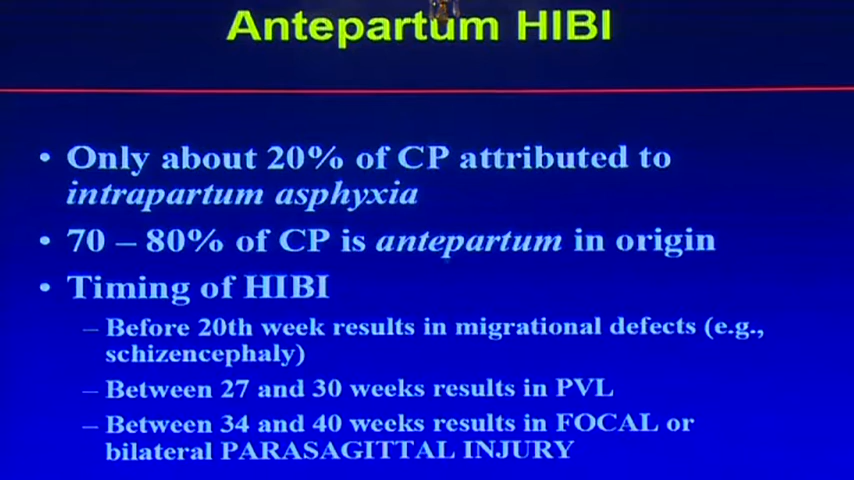 Antepartum HIBI
• Only about 20% of CP attributed to
intrapartum asphyxia
• 70 – 80% of CP is antepartum in origin
• Timing of HIBI
– Before 20th week results in migrational defects (e.g.,
schizencephaly)
– Between 27 and 30 weeks results in PVL
– Between 34 and 40 weeks results in FOCAL or
bilateral PARASAGITTAL INJURY